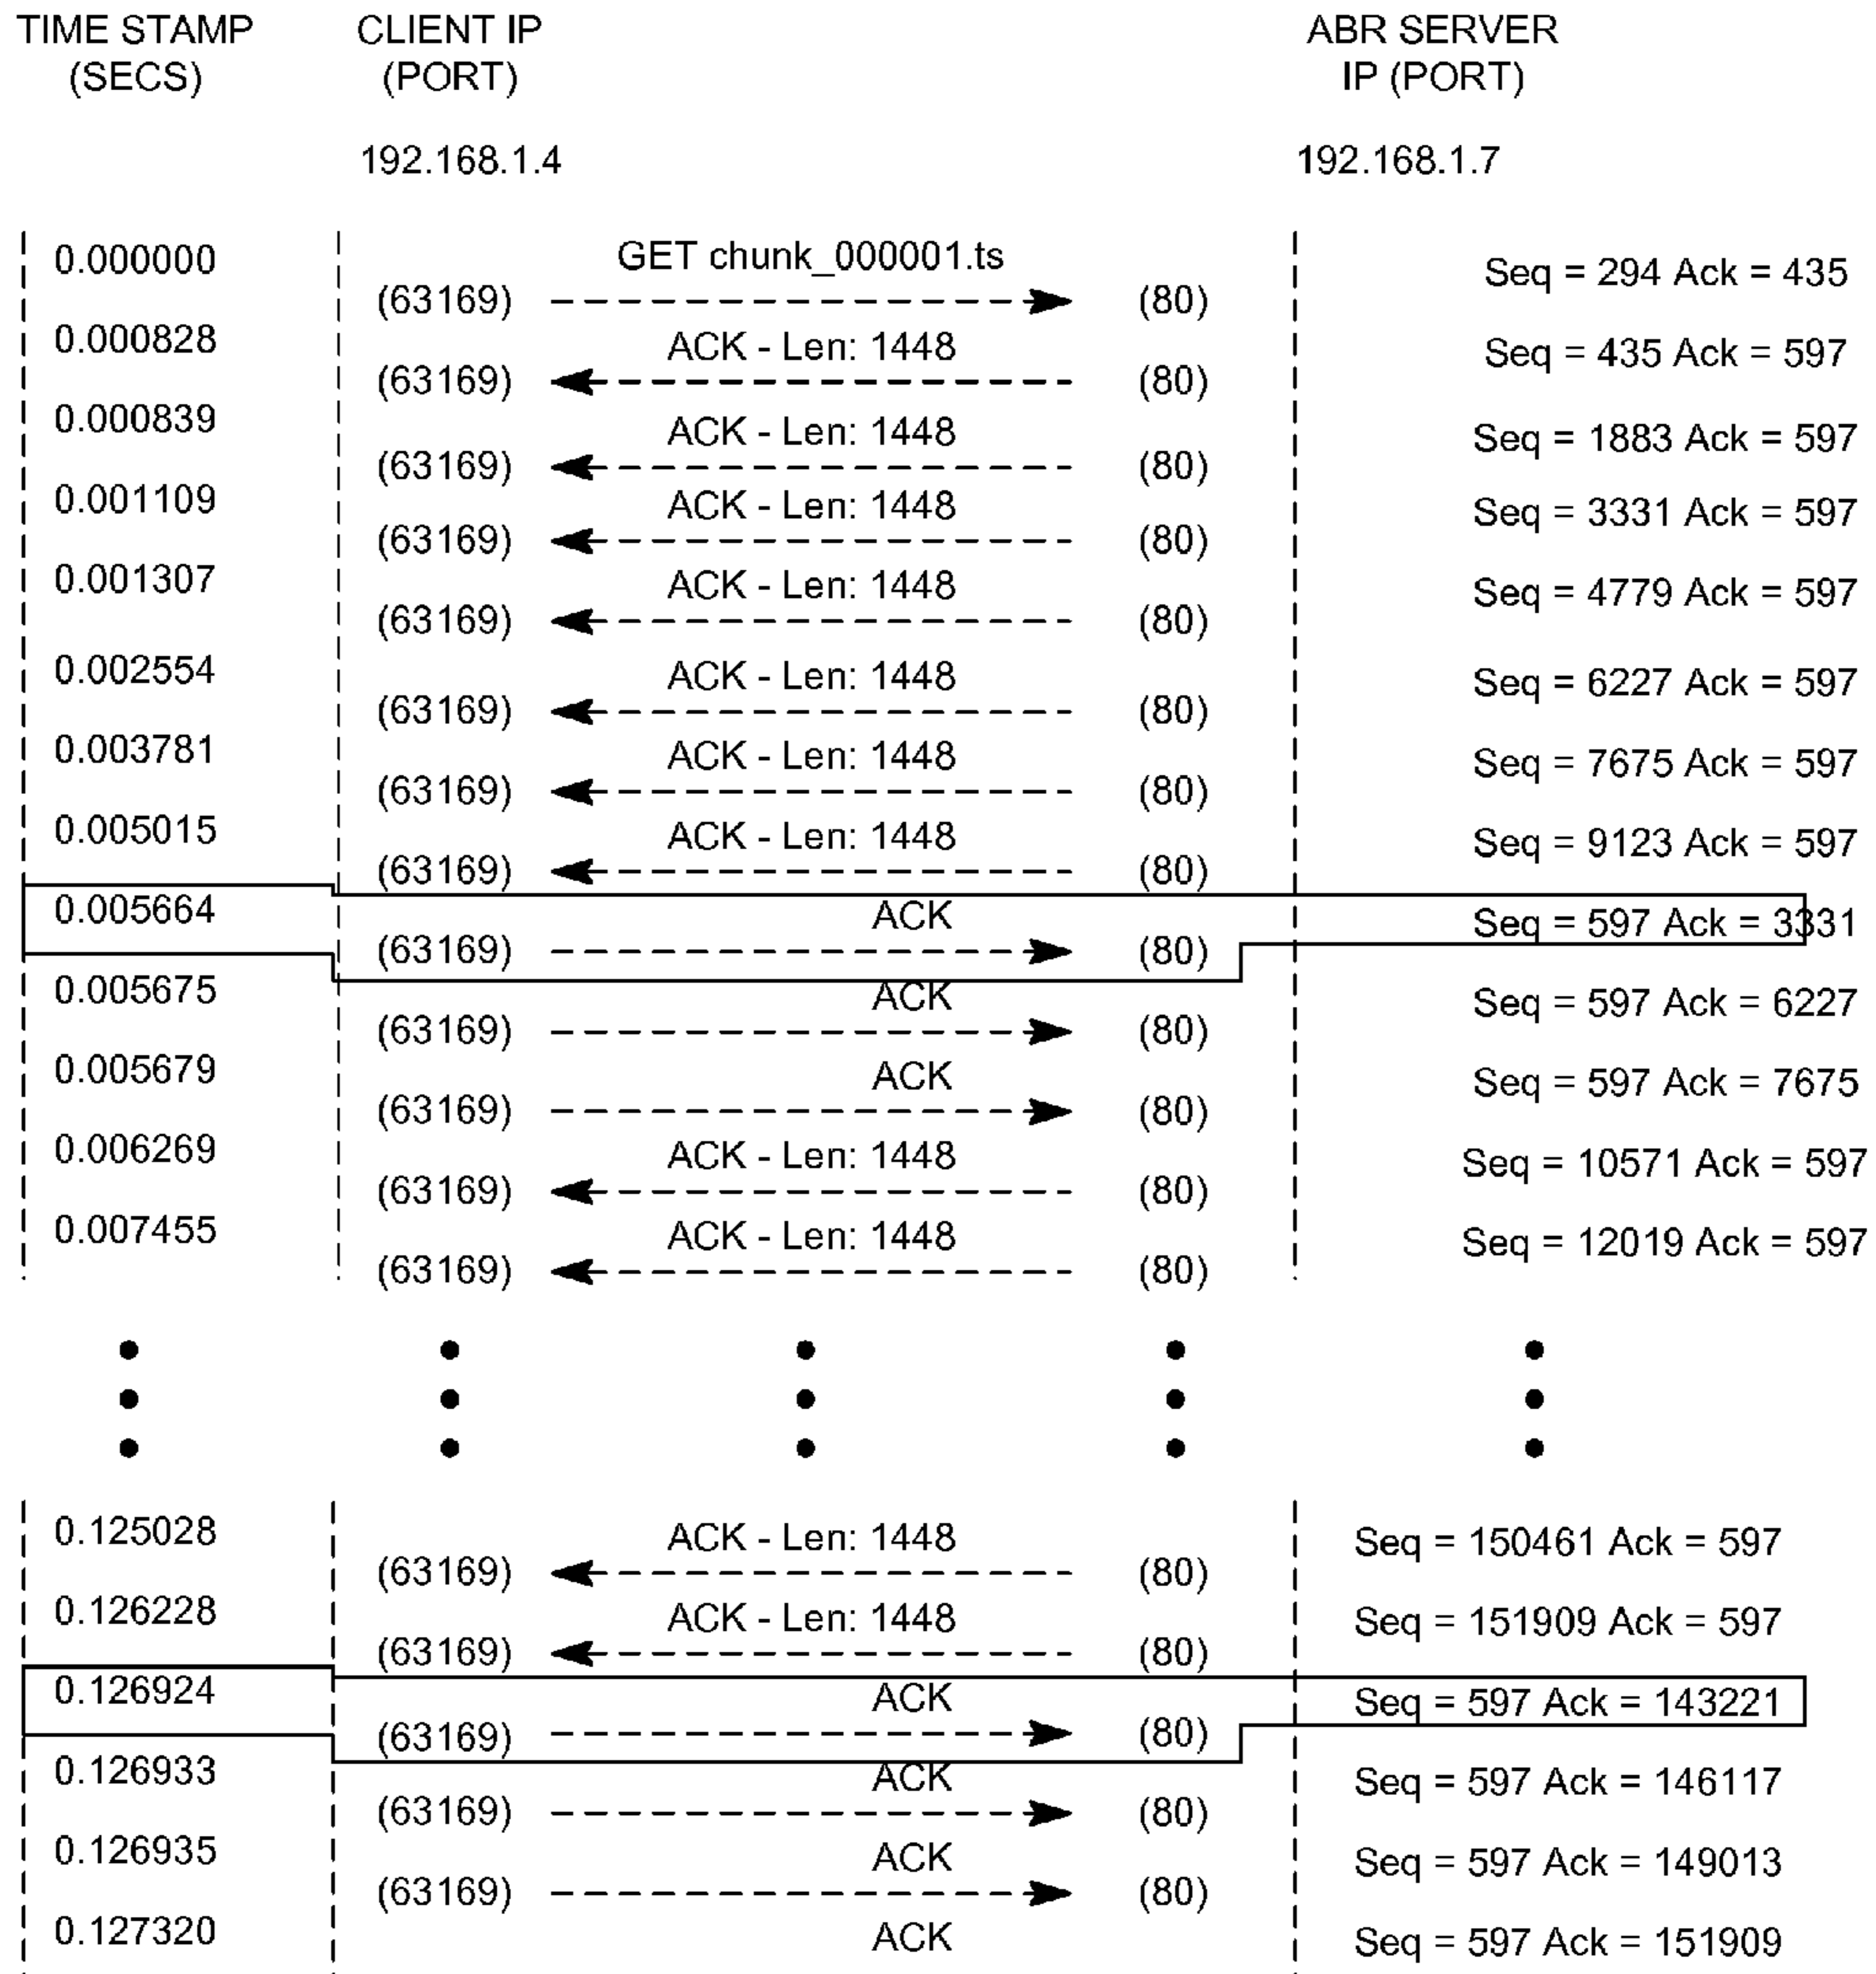 TIME STAMP CLIENT IP ABR SERVER
(SECS) (PORT) IP (PORT)
192.168.1.4 192.168.1.7
0.000000 GET chunk_000001.ts Seq = 294 Ack = 435
(63169) (80)
0.000828 ACK - Len: 1448 Seq = 435 Ack = 597
(63169) (80)
0.000839 ACK - Len: 1448 Seq = 1883 Ack = 597
(63169) (80)
0.001109 ACK - Len: 1448 Seq = 3331 Ack = 597
(63169) (80)
0.001307 ACK - Len: 1448 Seq = 4779 Ack = 597
(63169) (80)
0.002554 ACK - Len: 1448 Seq = 6227 Ack = 597
(63169) (80)
0.003781 ACK - Len: 1448 Seq = 7675 Ack = 597
(63169) (80)
0.005015 ACK - Len: 1448 Seq = 9123 Ack = 597
(63169) (80)
0.005664 ACK Seq = 597 Ack = 3331
(63169) (80)
0.005675 ACK Seq = 597 Ack = 6227
(63169) (80)
0.005679 ACK Seq = 597 Ack = 7675
(63169) (80)
0.006269 ACK - Len: 1448 Seq = 10571 Ack = 597
(63169) (80)
0.007455 ACK - Len: 1448 Seq = 12019 Ack = 597
(63169) (80)
0.125028 ACK - Len: 1448 Seq = 150461 Ack = 597
(63169) (80)
0.126228 ACK - Len: 1448 Seq = 151909 Ack = 597
(63169) (80)
0.126924 ACK Seq = 597 Ack = 143221
(63169) (80)
0.126933 ACK Seq = 597 Ack = 146117
(63169) (80)
0.126935 ACK Seq = 597 Ack = 149013
(63169) (80)
0.127320 ACK Seq = 597 Ack = 151909